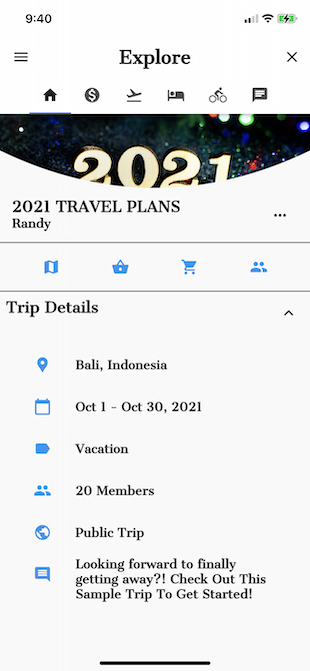 9:40
Explore
2021
2021 TRAVEL PLANS
Randy
Trip Details
Bali, Indonesia
Oct 1 - Oct 30, 2021
Vacation
20 Members
Public Trip
Looking forward to finally
getting away?! Check Out This
Sample Trip To Get Started!